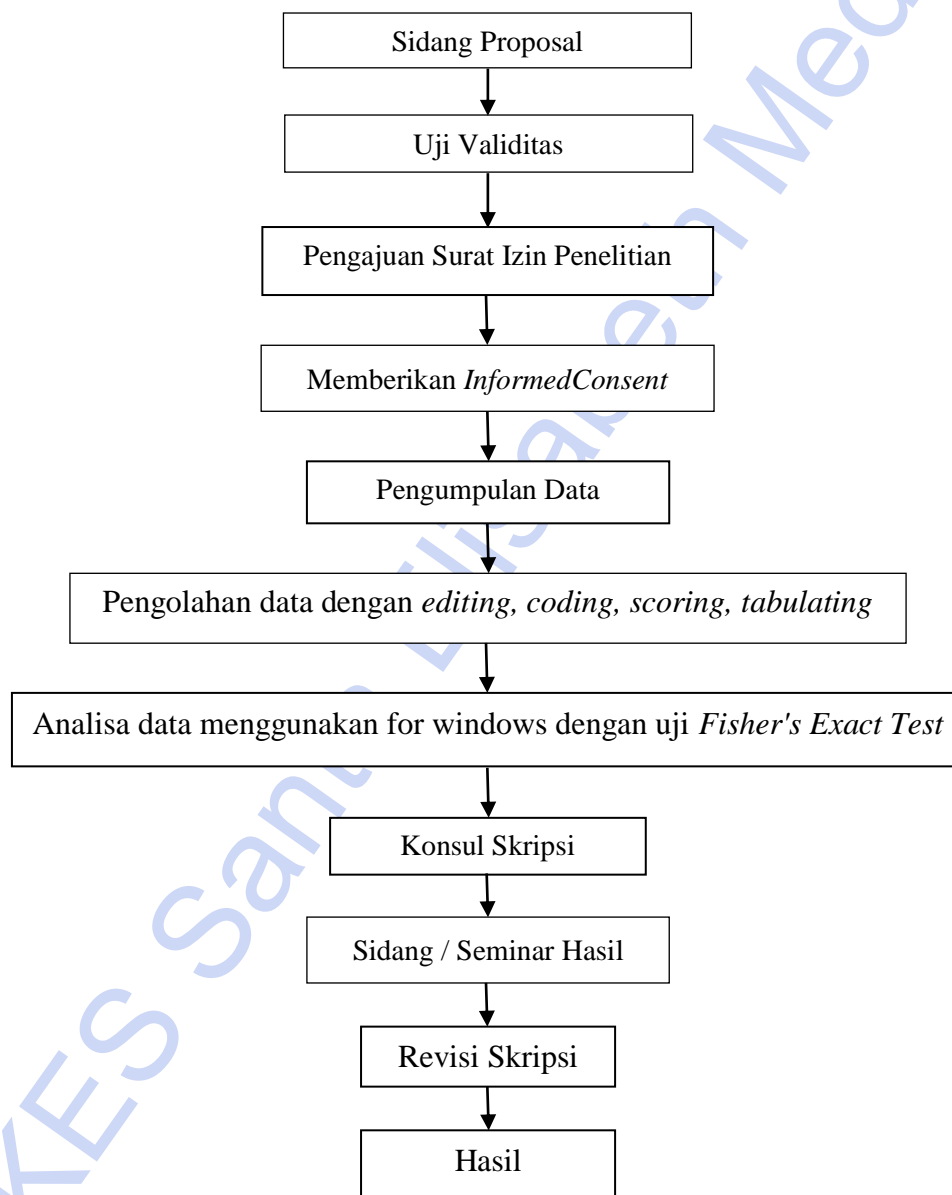 Sidang Proposal
Uji Validitas
Pengajuan Surat Izin Penelitian
Memberikan InformedConsent
Pengumpulan Data
Pengolahan data dengan editing, coding, scoring, tabulating
Analisa data menggunakan for windows dengan uji Fisher's Exact Test
Konsul Skripsi
Sidang / Seminar Hasil
Revisi Skripsi
Hasil